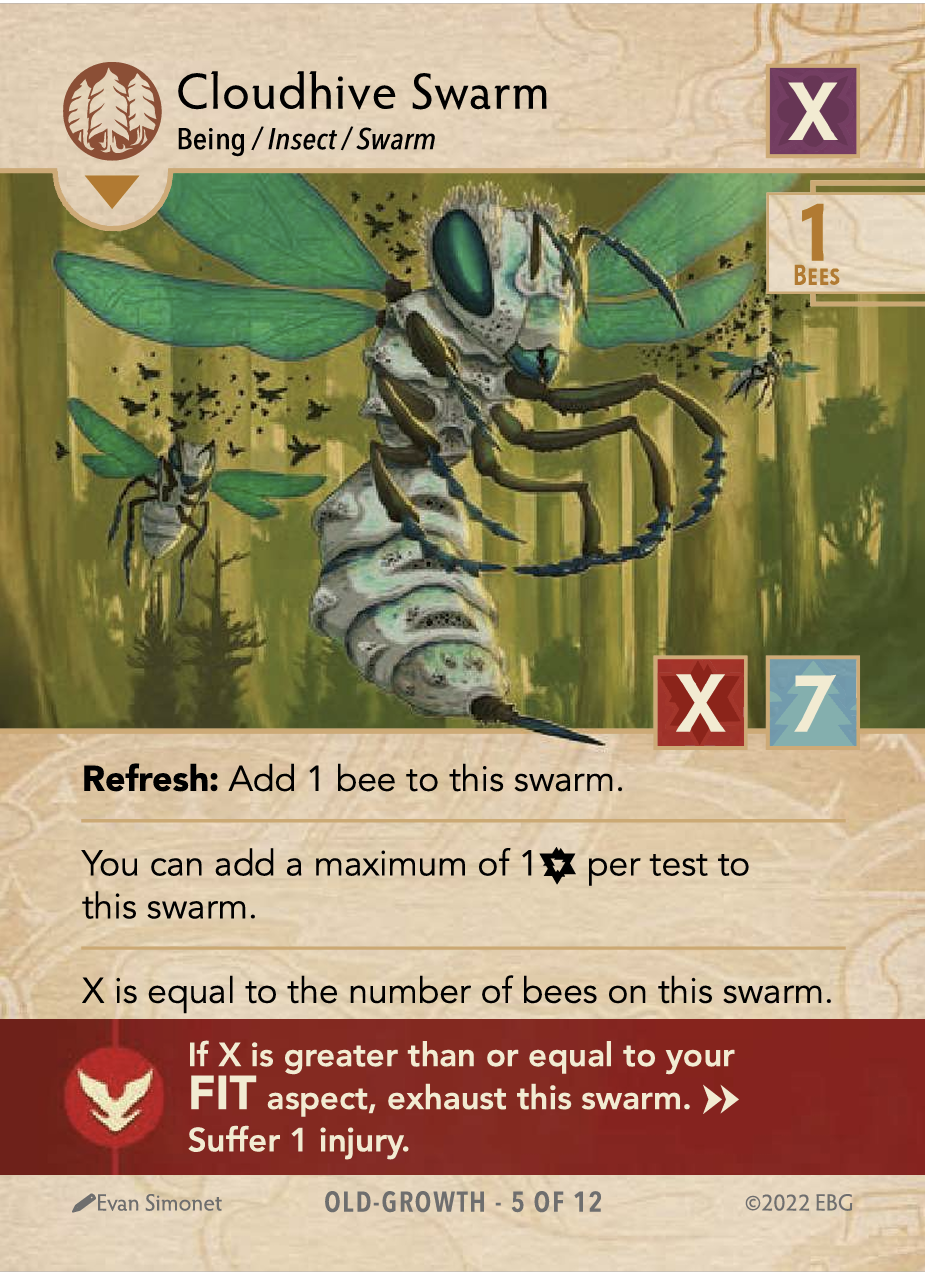 Cloudhive Swarm
Being / Insect / Swarm
X
1
BEES
X 7
Refresh: Add 1 bee to this swarm.
You can add a maximum of 1 per test to
this swarm.
X is equal to the number of bees on this swarm.
If X is greater than or equal to your
FIT aspect, exhaust this swarm.
Suffer 1 injury.
Evan Simonet OLD-GROWTH - 5 OF 12 ©2022 EBG